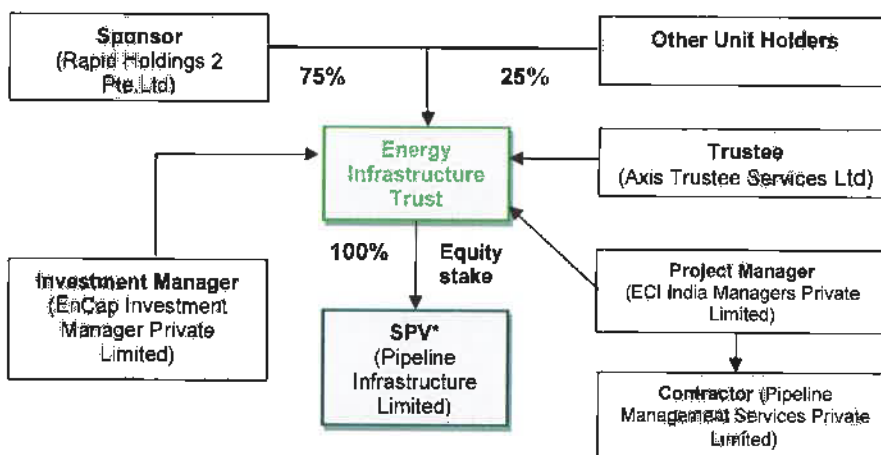 Sponsor
(Rapid Holdings 2
Pte.Ltd)
75%
25%
Other Unit Holders
Energy
Infrastructure
Trust
Trustee
(Axis Trustee Services Ltd)
100%
Equity
stake
Investment Manager
(EnCap Investment
Manager Private
Limited)
Project Manager
(ECI India Managers Private
Limited)
SPV*
(Pipeline
Infrastructure
Limited)
Contractor (Pipeline
Management Services Private
Limited)